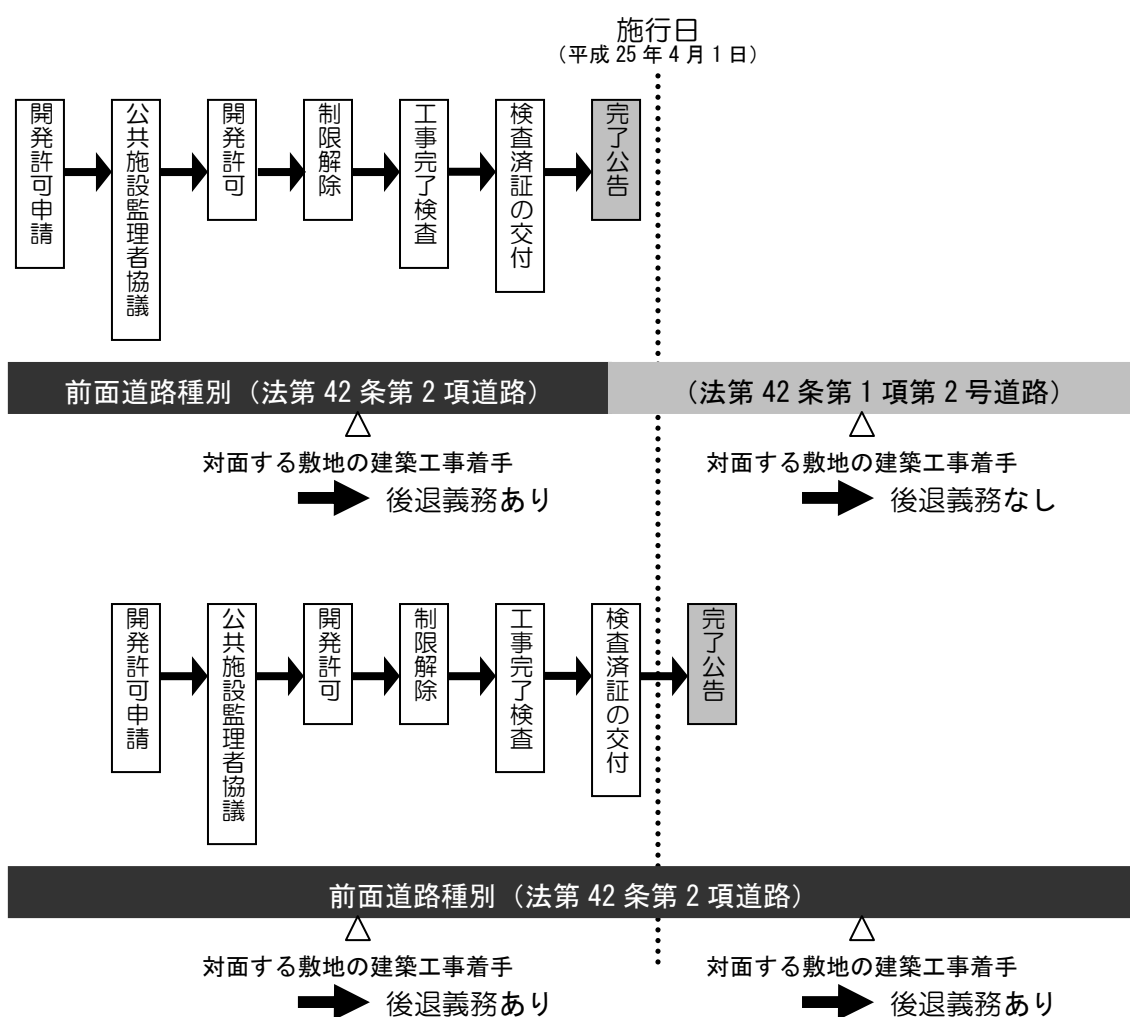 施行日
（平成 25 年 4 月 1 日）
開発許可申請
公共施設監理者協議
開発許可
制限解除
工事完了検査
検査済証の交付
完了公告
前面道路種別（法第 42 条第 2 項道路）
（法第 42 条第 1 項第 2 号道路）
対面する敷地の建築工事着手
後退義務あり
対面する敷地の建築工事着手
後退義務なし
開発許可申請
公共施設監理者協議
開発許可
制限解除
工事完了検査
検査済証の交付
完了公告
前面道路種別（法第 42 条第 2 項道路）
対面する敷地の建築工事着手
後退義務あり
対面する敷地の建築工事着手
後退義務あり